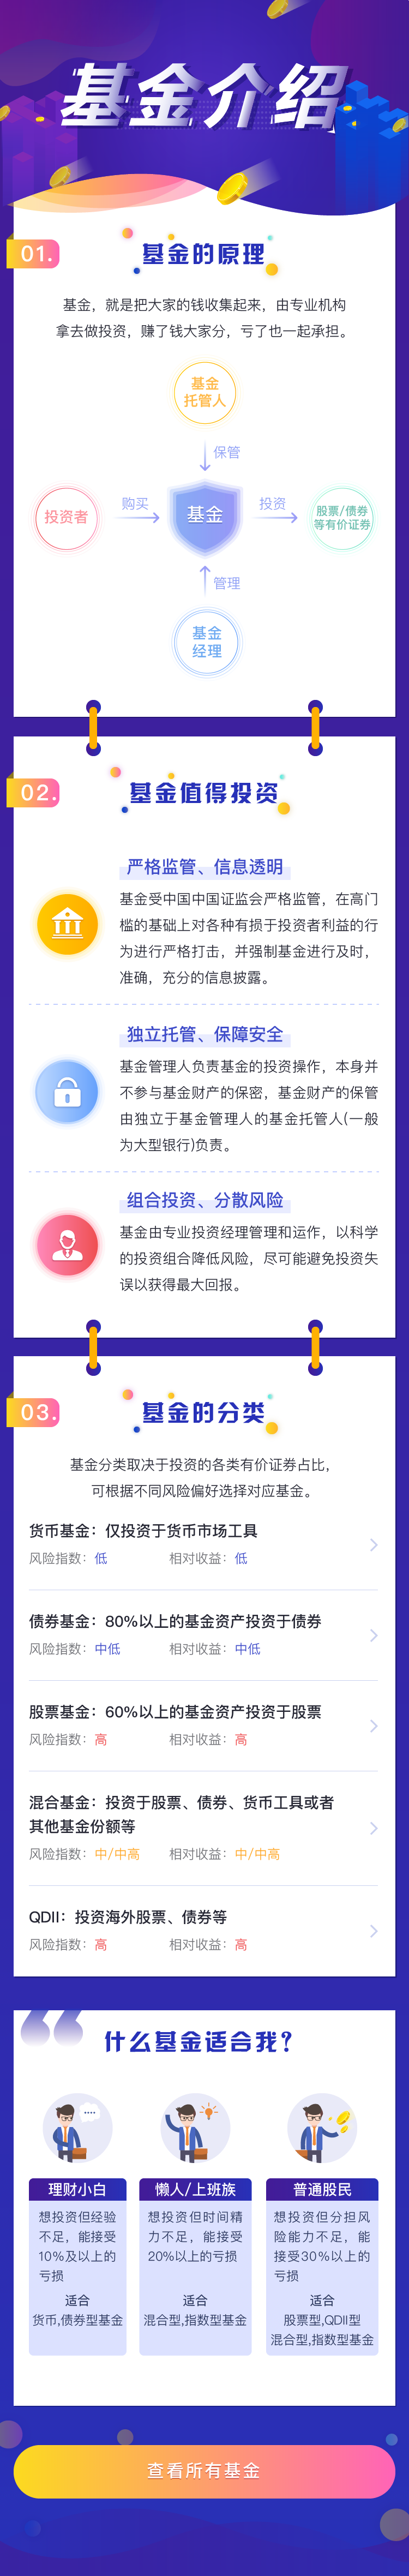 基金介绍
01.
基金的原理
基金，就是把大家的钱收集起来，由专业机构
拿去做投资，赚了钱大家分，亏了也一起承担。
基金
托管人
保管
投资者
购买
基金
投资
股票/债券
等有价证券
管理
基金
经理
02.
基金值得投资
严格监管、信息透明
基金受中国中国证监会严格监管，在高门
槛的基础上对各种有损于投资者利益的行
为进行严格打击，并强制基金进行及时，
准确，充分的信息披露。
独立托管、保障安全
基金管理人负责基金的投资操作，本身并
不参与基金财产的保密，基金财产的保管
由独立于基金管理人的基金托管人(一般
为大型银行)负责。
组合投资、分散风险
基金由专业投资经理管理和运作，以科学
的投资组合降低风险，尽可能避免投资失
误以获得最大回报。
03.
基金的分类
基金分类取决于投资的各类有价证券占比，
可根据不同风险偏好选择对应基金。
货币基金：仅投资于货币市场工具
风险指数：低 相对收益：低
债券基金：80%以上的基金资产投资于债券
风险指数：中低 相对收益：中低
股票基金：60%以上的基金资产投资于股票
风险指数：高 相对收益：高
混合基金：投资于股票、债券、货币工具或者
其他基金份额等
风险指数：中/中高 相对收益：中/中高
QDII：投资海外股票、债券等
风险指数：高 相对收益：高
什么基金适合我？
理财小白
想投资但经验
不足，能接受
10%及以上的
亏损
适合
货币,债券型基金
懒人/上班族
想投资但时间精
力不足，能接受
20%以上的亏损
适合
混合型,指数型基金
普通股民
想投资但分担风
险能力不足，能
接受30%以上的
亏损
适合
股票型,QDII型
混合型,指数型基金
查看所有基金